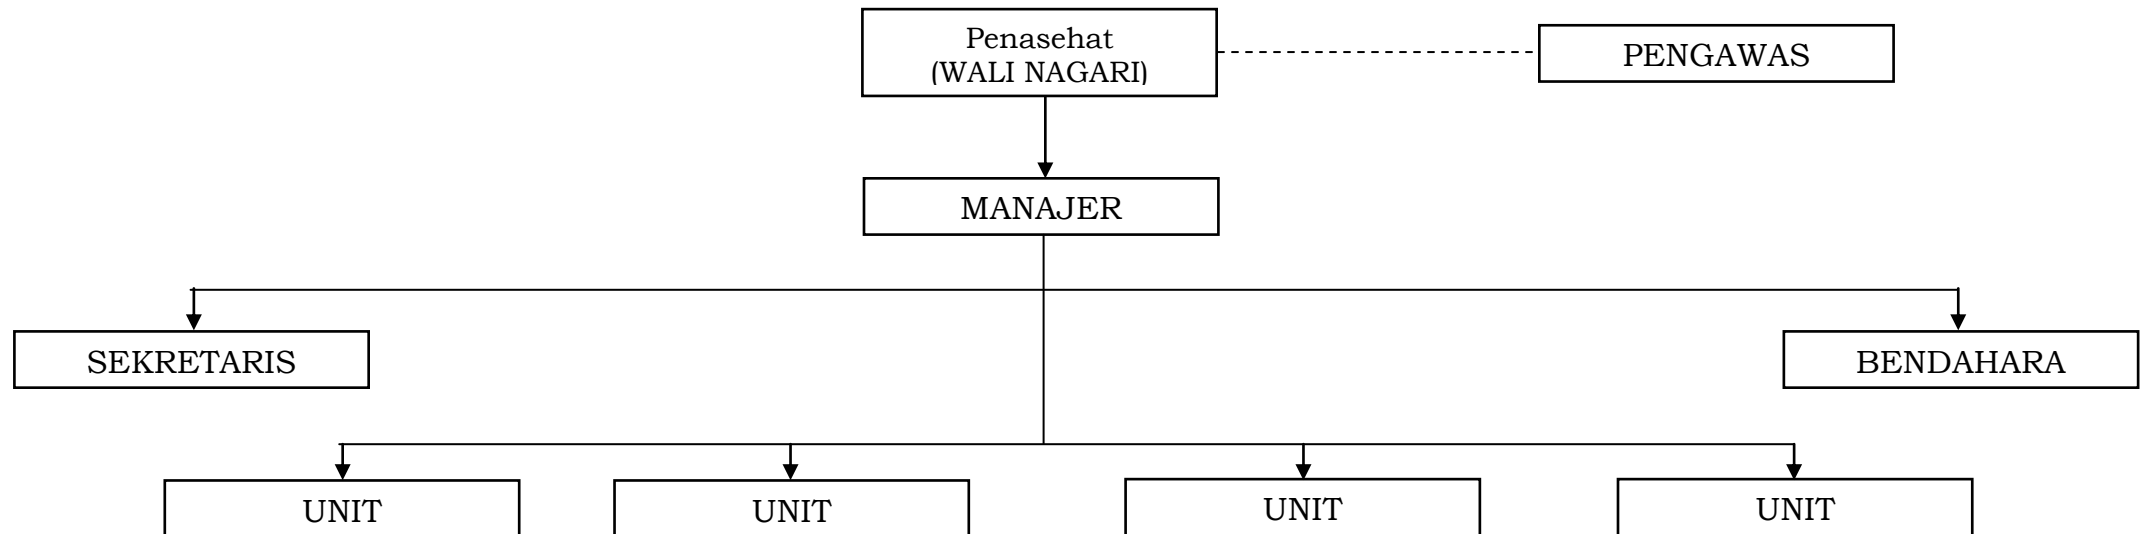 Penasehat
(WALI NAGARI)
PENGAWAS
MANAJER
SEKRETARIS
BENDAHARA
UNIT
UNIT
UNIT
UNIT